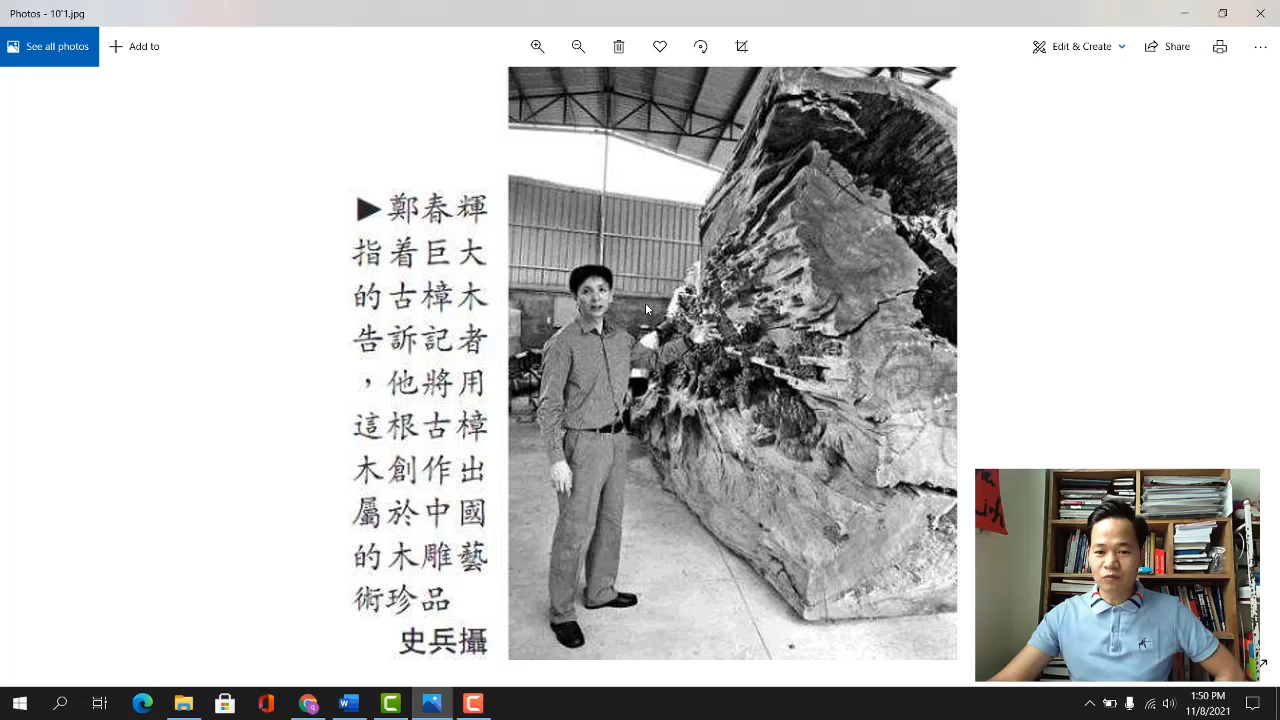 Photos - 10'1.jpg
See all photos
Add to
Edit & Create
Share
▶鄭春輝
指着巨大
的古樟木
告訴記者
，他將用
這根古樟
木創作出
屬於中國
的木雕藝
術珍品
史兵攝
1:50 PM
11/8/2021